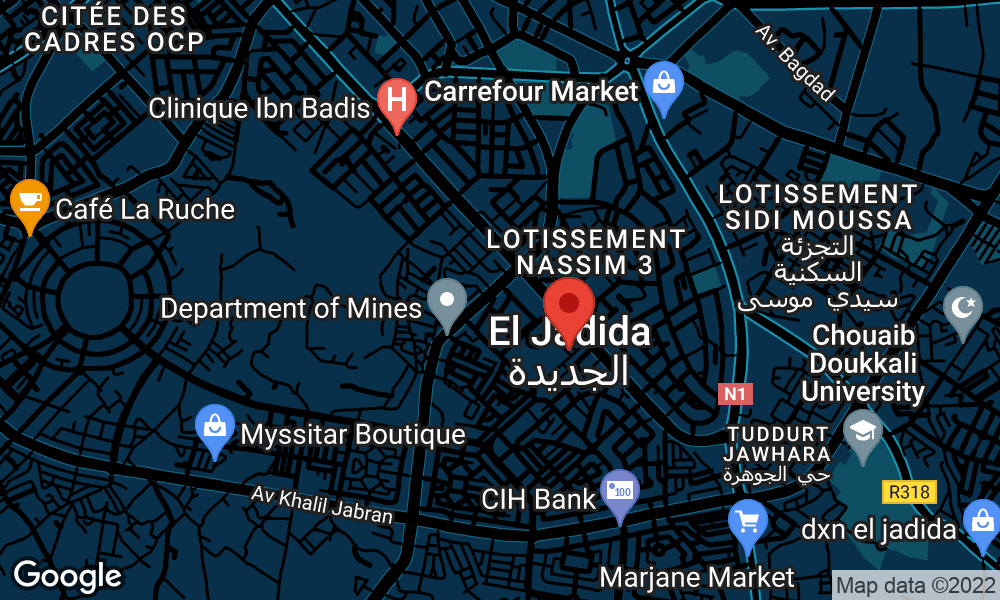 CITÉE DES
CADRES OCP
Av. Bagdad
Carrefour Market
Clinique Ibn Badis
H
Café La Ruche
LOTISSEMENT
SIDI MOUSSA
التجزئة
السكنية
سيدي موسى
LOTISSEMENT
NASSIM 3
Department of Mines
El Jadida
الجديدة
Chouaib
Doukkali
University
N1
Myssitar Boutique
TUDDURT
JAWHARA
حي الجوهرة
Av Khalil Jabran
CIH Bank
100
R318
dxn el jadida
Marjane Market
Google
Map data ©2022